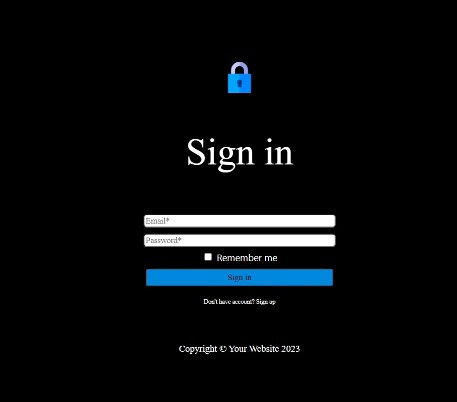 Sign in
Email*
Password*
Remember me
Sign in
Don't have account? Sign up
Copyright © Your Website 2023